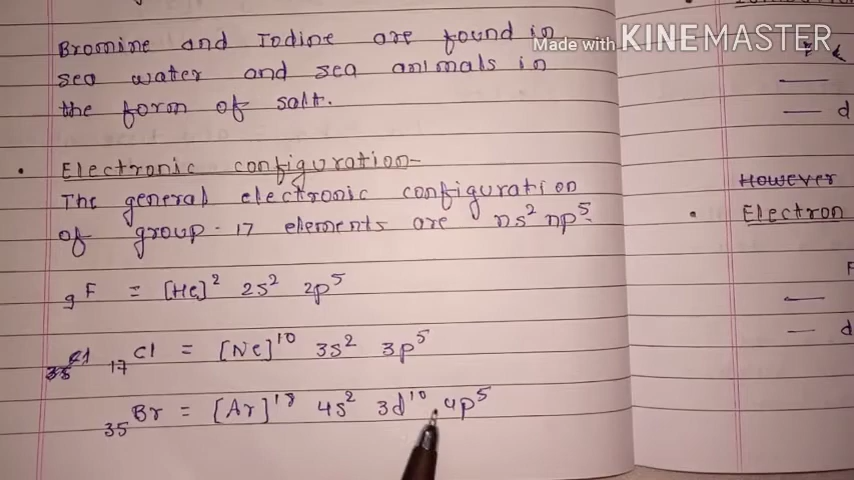 Bromine and Iodine are found in
Made with KINEMASTER
sea water and sea animals in
the form of salt.
• Electronic configuration-
The general electronic configuration
of group-17 elements are ns² np⁵
₉F = [He]² 2s² 2p⁵
₁₇Cl = [Ne]¹⁰ 3s² 3p⁵
₃₅Br = [Ar]¹⁸ 4s² 3d¹⁰ 4p⁵
— d
However
• Electron
F
— d